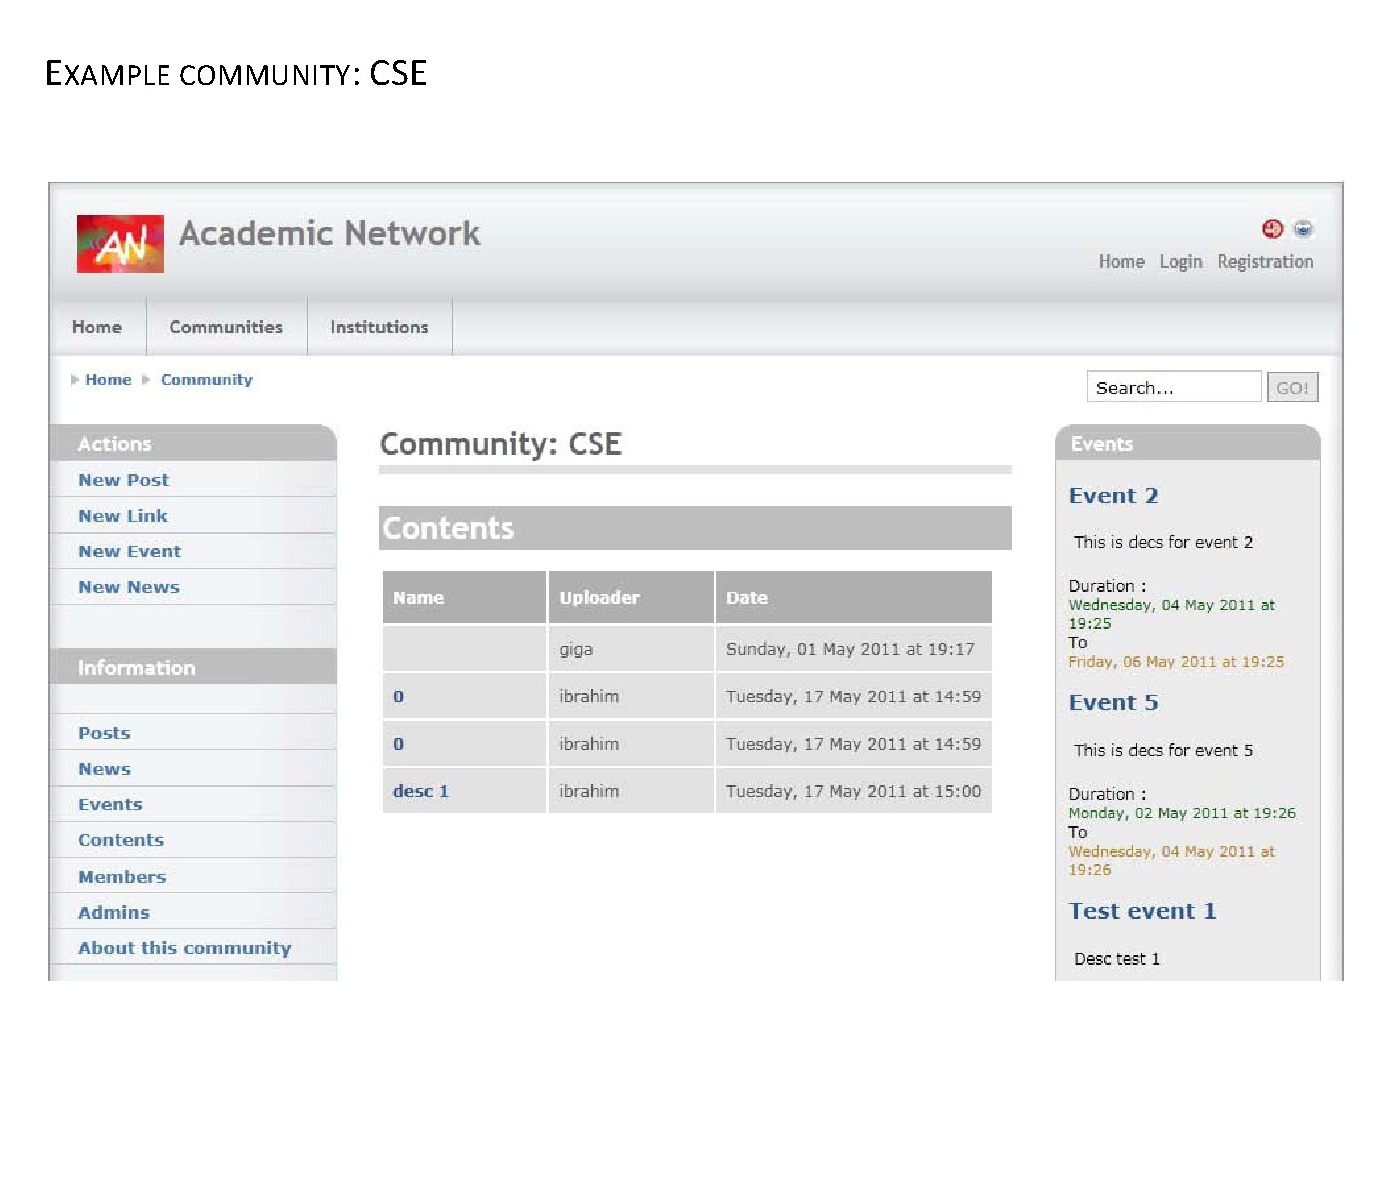 EXAMPLE COMMUNITY: CSE
AN
Academic Network
Home Login Registration
Home Communities Institutions
Home Community
Search... GO!
Actions
New Post
New Link
New Event
New News
Information
Posts
News
Events
Contents
Members
Admins
About this community
Community: CSE
Contents
Name Uploader Date
giga Sunday, 01 May 2011 at 19:17
0 ibrahim Tuesday, 17 May 2011 at 14:59
0 ibrahim Tuesday, 17 May 2011 at 14:59
desc 1 ibrahim Tuesday, 17 May 2011 at 15:00
Events
Event 2
This is decs for event 2
Duration :
Wednesday, 04 May 2011 at
19:25
To
Friday, 06 May 2011 at 19:25
Event 5
This is decs for event 5
Duration :
Monday, 02 May 2011 at 19:26
To
Wednesday, 04 May 2011 at
19:26
Test event 1
Desc test 1